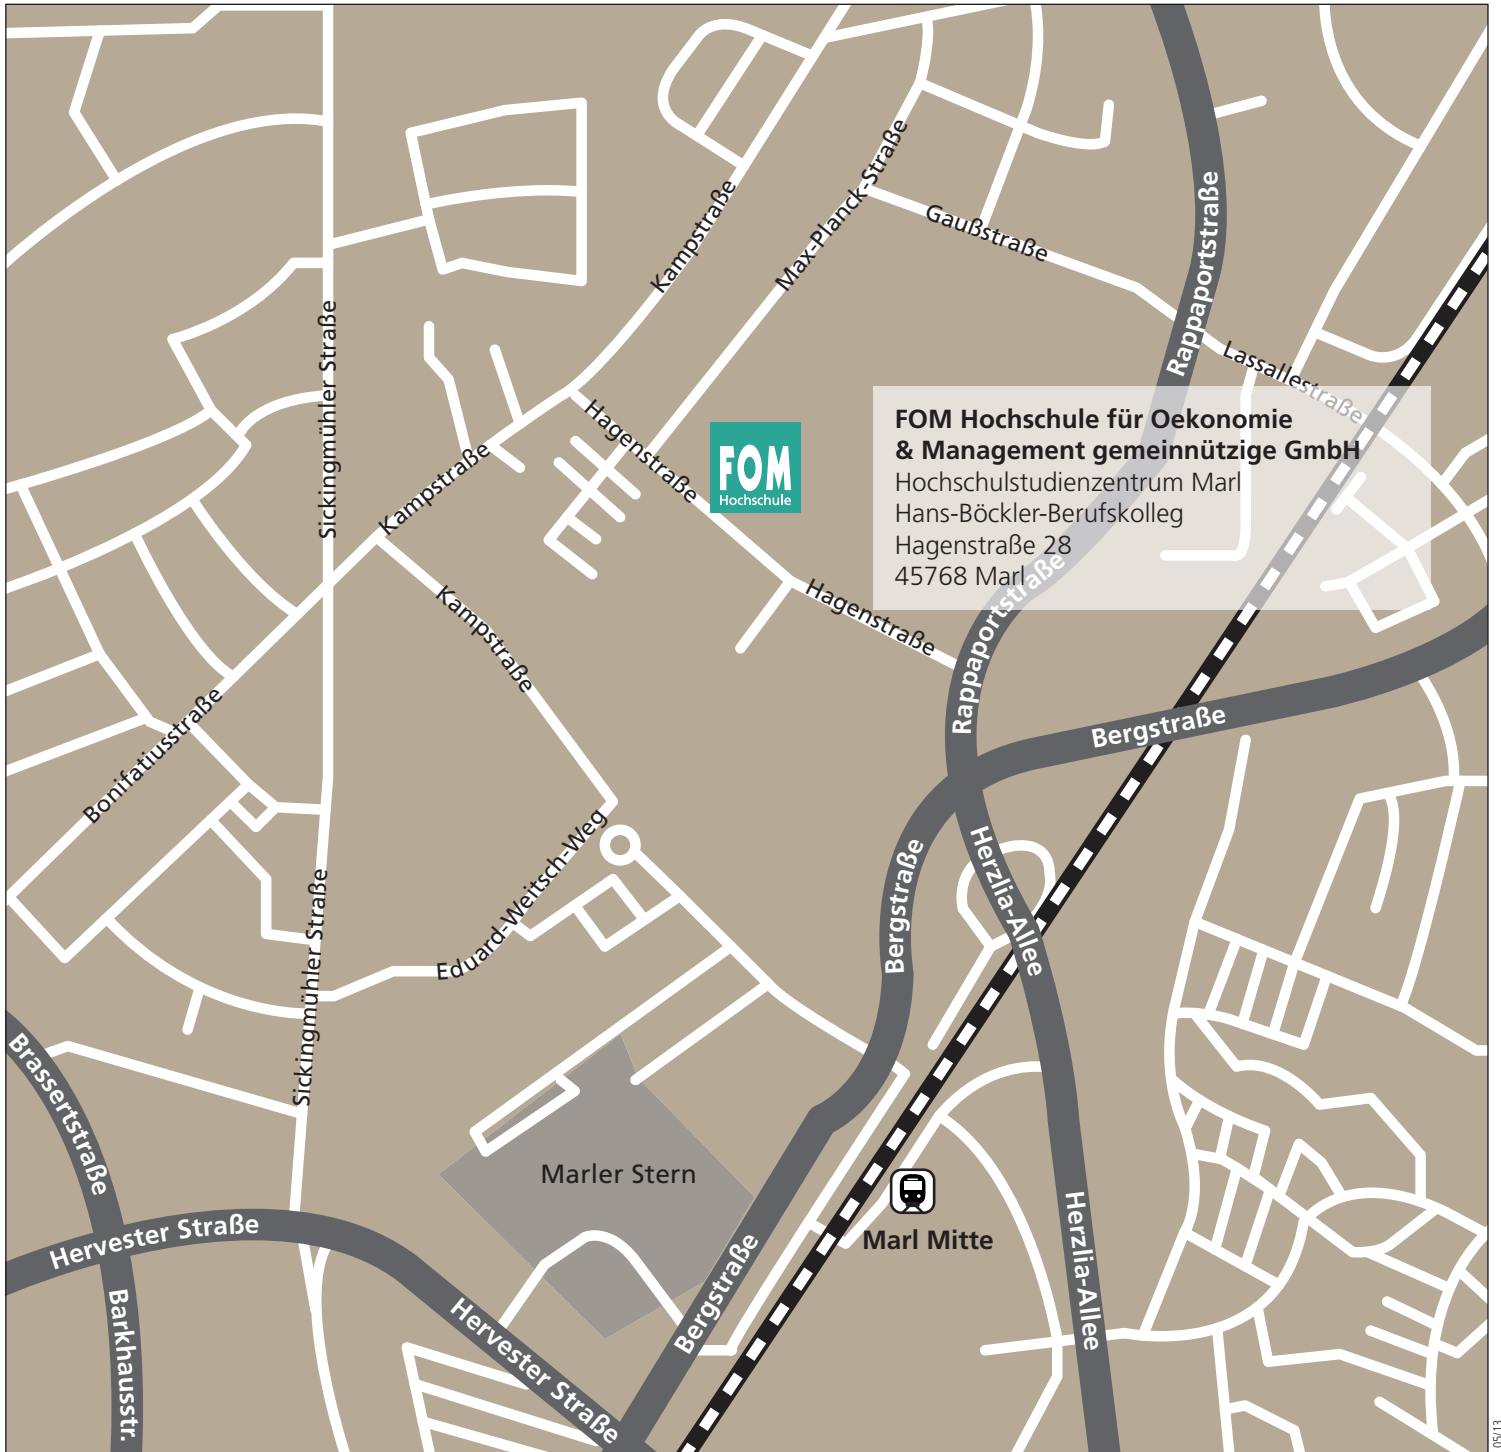 Kampstraße
Max-Planck-Straße
Gaußstraße
Rappaportstraße
Sickingmühler Straße
Lassallestraße
Hagenstraße
Kampstraße
FOM
Hochschule
FOM Hochschule für Oekonomie
& Management gemeinnützige GmbH
Hochschulstudienzentrum Marl
Hans-Böckler-Berufskolleg
Hagenstraße 28
45768 Marl
Kampstraße
Hagenstraße
Rappaportstraße
Bonifatiusstraße
Bergstraße
Eduard-Weitsch-Weg
Bergstraße
Herzlia-Allee
Sickingmühler Straße
Brassertstraße
Marler Stern
Marl Mitte
Hervester Straße
Herzlia-Allee
Bergstraße
Barkhausstr.
Hervester Straße
05/13